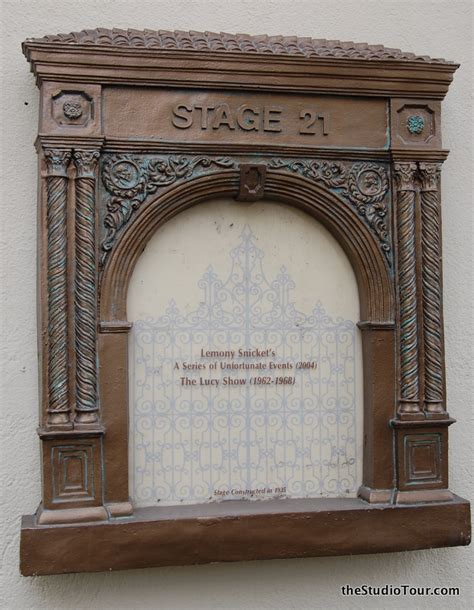 STAGE 21
Lemony Snicket's
A Series of Unfortunate Events (2004)
The Lucy Show (1962-1968)
Stage Constructed in 1935
theStudioTour.com